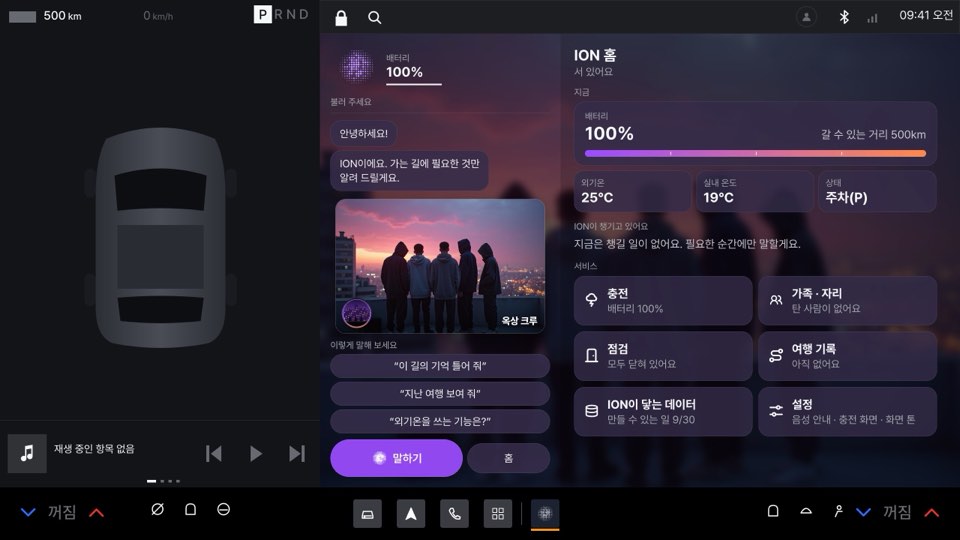 500 km
0 km/h
P R N D
09:41 오전
배터리
100%
불러 주세요
안녕하세요!
ION이에요. 가는 길에 필요한 것만
알려 드릴게요.
옥상 크루
이렇게 말해 보세요
“이 길의 기억 틀어 줘”
“지난 여행 보여 줘”
“외기온을 쓰는 기능은?”
말하기
홈
ION 홈
서 있어요
지금
배터리
100%
갈 수 있는 거리 500km
외기온
25°C
실내 온도
19°C
상태
주차(P)
ION이 챙기고 있어요
지금은 챙길 일이 없어요. 필요한 순간에만 말할게요.
서비스
충전
배터리 100%
가족 · 자리
탄 사람이 없어요
점검
모두 닫혀 있어요
여행 기록
아직 없어요
ION이 닿는 데이터
만들 수 있는 일 9/30
설정
음성 안내 · 충전 화면 · 화면 톤
재생 중인 항목 없음
꺼짐
꺼짐